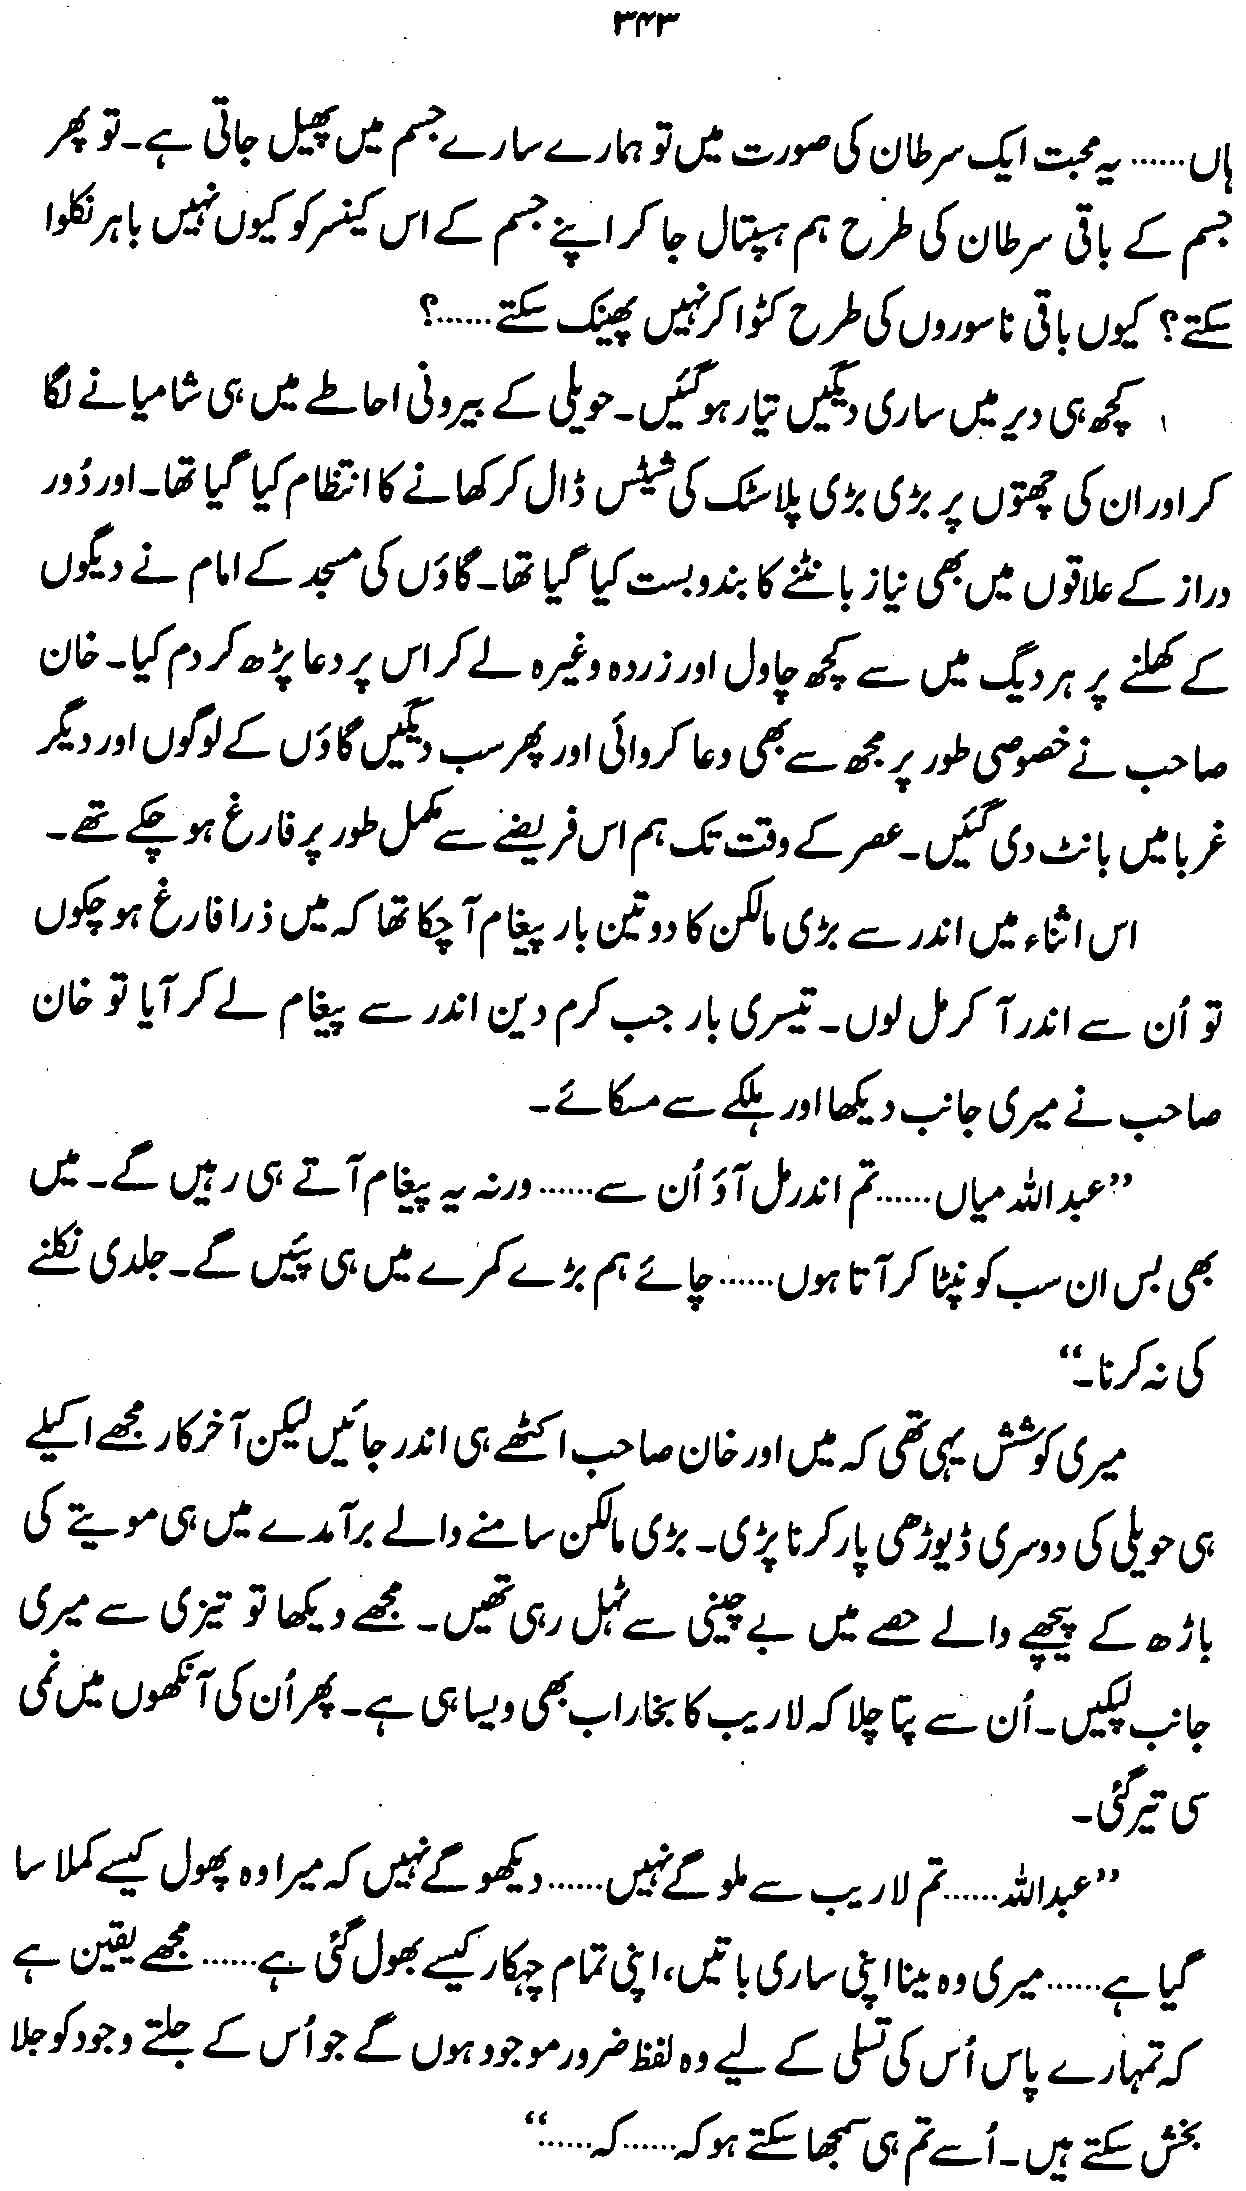 ۳۴۳
ہاں...... یہ محبت ایک سرطان کی صورت میں تو ہمارے سارے جسم میں پھیل جاتی ہے۔ تو پھر
جسم کے باقی سرطان کی طرح ہم ہسپتال جا کر اپنے جسم کے اس کینسر کو کیوں نہیں باہر نکلوا
سکتے؟ کیوں باقی ناسوروں کی طرح کٹوا کر نہیں پھینک سکتے......؟
کچھ ہی دیر میں ساری دیگیں تیار ہوگئیں۔ حویلی کے بیرونی احاطے میں ہی شامیانے لگا
کر اور ان کی چھتوں پر بڑی بڑی پلاسٹک کی شیٹس ڈال کر کھانے کا انتظام کیا گیا تھا۔ اور دُور
دراز کے علاقوں میں بھی نیاز بانٹنے کا بندوبست کیا گیا تھا۔ گاؤں کی مسجد کے امام نے دیگوں
کے کھلنے پر ہر دیگ میں سے کچھ چاول اور زردہ وغیرہ لے کر اس پر دعا پڑھ کر دم کیا۔ خان
صاحب نے خصوصی طور پر مجھ سے بھی دعا کروائی اور پھر سب دیگیں گاؤں کے لوگوں اور دیگر
غربا میں بانٹ دی گئیں۔ عصر کے وقت تک ہم اس فریضے سے مکمل طور پر فارغ ہو چکے تھے۔
اس اثناء میں اندر سے بڑی مالکن کا دو تین بار پیغام آ چکا تھا کہ میں ذرا فارغ ہو چکوں
تو اُن سے اندر آ کر مل لوں۔ تیسری بار جب کرم دین اندر سے پیغام لے کر آیا تو خان
صاحب نے میری جانب دیکھا اور ہلکے سے مسکائے۔
”عبداللہ میاں......تم اندر مل آؤ اُن سے......ورنہ یہ پیغام آتے ہی رہیں گے۔ میں
بھی بس ان سب کو نپٹا کر آتا ہوں......چائے ہم بڑے کمرے میں ہی پئیں گے۔ جلدی نکلنے
کی نہ کرنا۔“
میری کوشش یہی تھی کہ میں اور خان صاحب اکٹھے ہی اندر جائیں لیکن آخر کار مجھے اکیلے
ہی حویلی کی دوسری ڈیوڑھی پار کرنا پڑی۔ بڑی مالکن سامنے والے برآمدے میں ہی موتیے کی
باڑھ کے پیچھے والے حصے میں بے چینی سے ٹہل رہی تھیں۔ مجھے دیکھا تو تیزی سے میری
جانب لپکیں۔ اُن سے پتا چلا کہ لاریب کا بخار اب بھی ویسا ہی ہے۔ پھر اُن کی آنکھوں میں نمی
سی تیر گئی۔
”عبداللہ......تم لاریب سے ملو گے نہیں......دیکھو گے نہیں کہ میرا وہ پھول کیسے کملا سا
گیا ہے......میری وہ مینا اپنی ساری باتیں، اپنی تمام چہکار کیسے بھول گئی ہے......مجھے یقین ہے
کہ تمہارے پاس اُس کی تسلی کے لیے وہ لفظ ضرور موجود ہوں گے جو اُس کے جلتے وجود کو جلا
بخش سکتے ہیں۔ اُسے تم ہی سمجھا سکتے ہو کہ......کہ......“